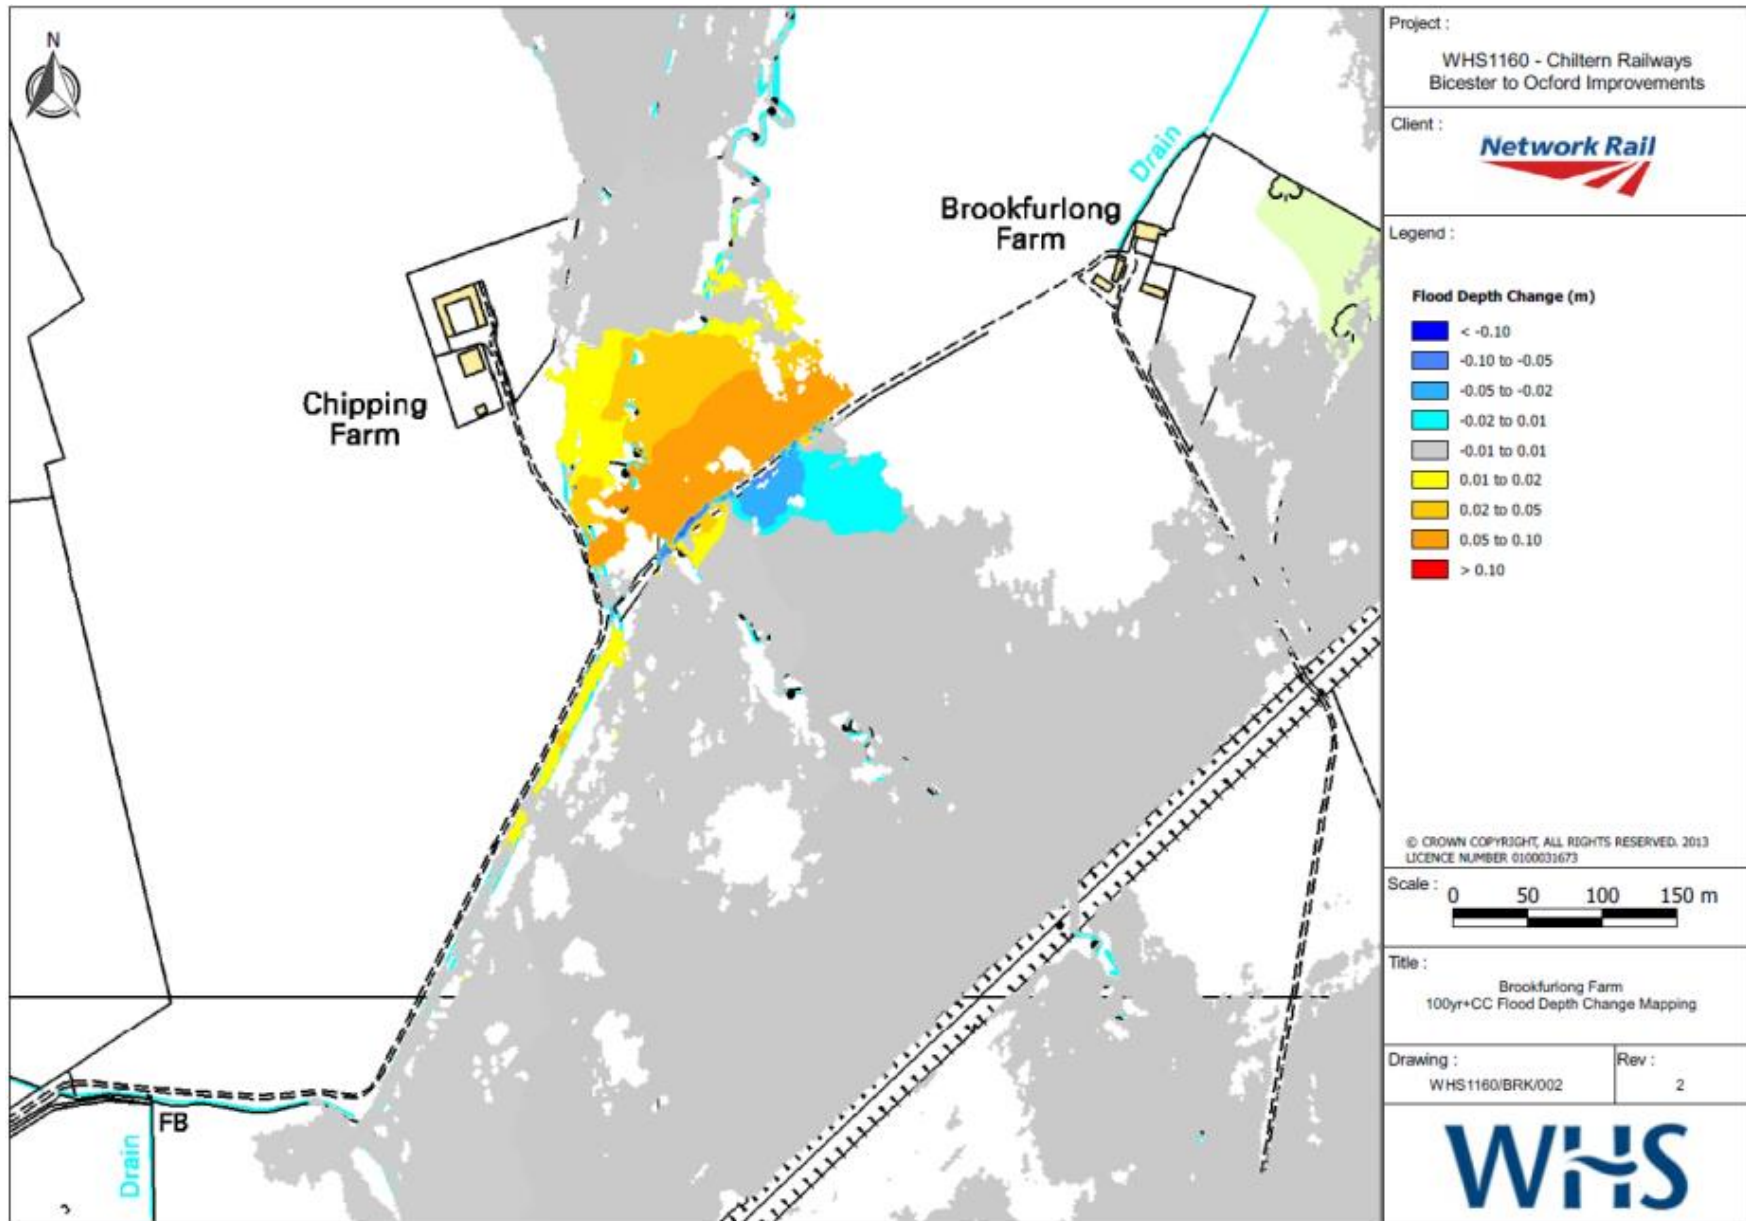 N
Chipping
Farm
Brookfurlong
Farm
Drain
FB
Drain
Project :
WHS1160 - Chiltern Railways
Bicester to Ocford Improvements
Client :
Network Rail
Legend :
Flood Depth Change (m)
< -0.10
-0.10 to -0.05
-0.05 to -0.02
-0.02 to 0.01
-0.01 to 0.01
0.01 to 0.02
0.02 to 0.05
0.05 to 0.10
> 0.10
© CROWN COPYRIGHT, ALL RIGHTS RESERVED. 2013
LICENCE NUMBER 0100031673
Scale :
0 50 100 150 m
Title :
Brookfurlong Farm
100yr+CC Flood Depth Change Mapping
Drawing :
WHS1160/BRK/002
Rev :
2
WHS